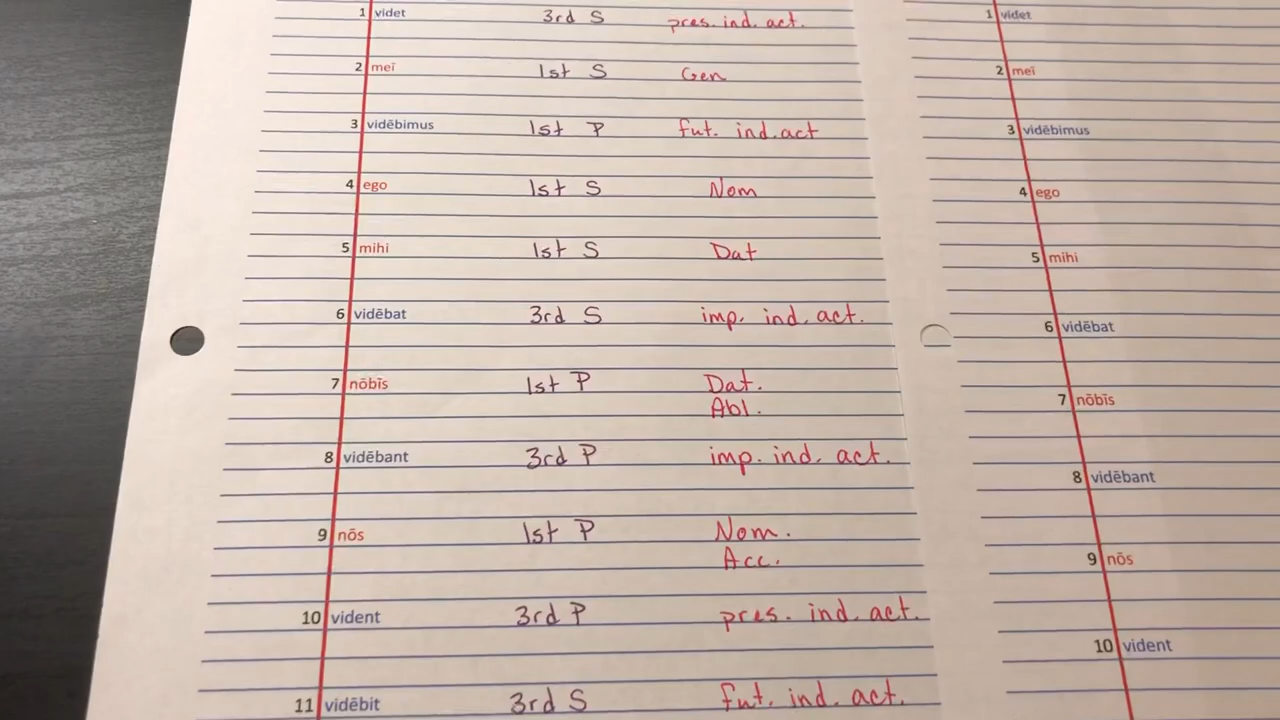 1 videt 3rd S pres. ind. act.
2 meī 1st S Gen
3 vidēbimus 1st P fut. ind. act
4 ego 1st S Nom
5 mihi 1st S Dat
6 vidēbat 3rd S imp. ind. act.
7 nōbīs 1st P Dat.
Abl.
8 vidēbant 3rd P imp. ind. act.
9 nōs 1st P Nom.
Acc.
10 vident 3rd P pres. ind. act.
11 vidēbit 3rd S fut. ind. act.
1 videt
2 meī
3 vidēbimus
4 ego
5 mihi
6 vidēbat
7 nōbīs
8 vidēbant
9 nōs
10 vident